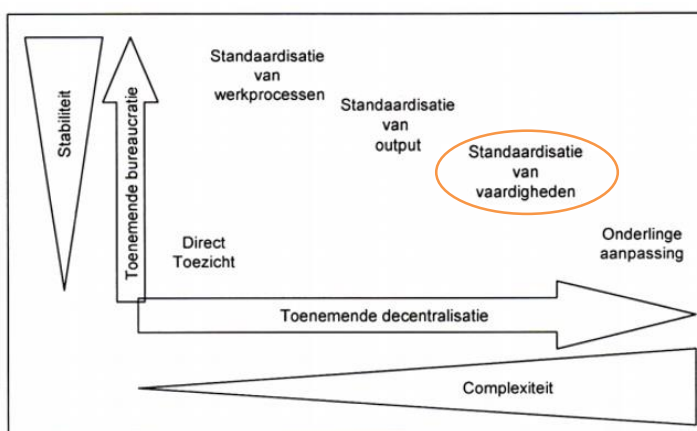 Stabiliteit
Toenemende bureaucratie
Standaardisatie
van
werkprocessen
Standaardisatie
van
output
Standaardisatie
van
vaardigheden
Direct
Toezicht
Onderlinge
aanpassing
Toenemende decentralisatie
Complexiteit